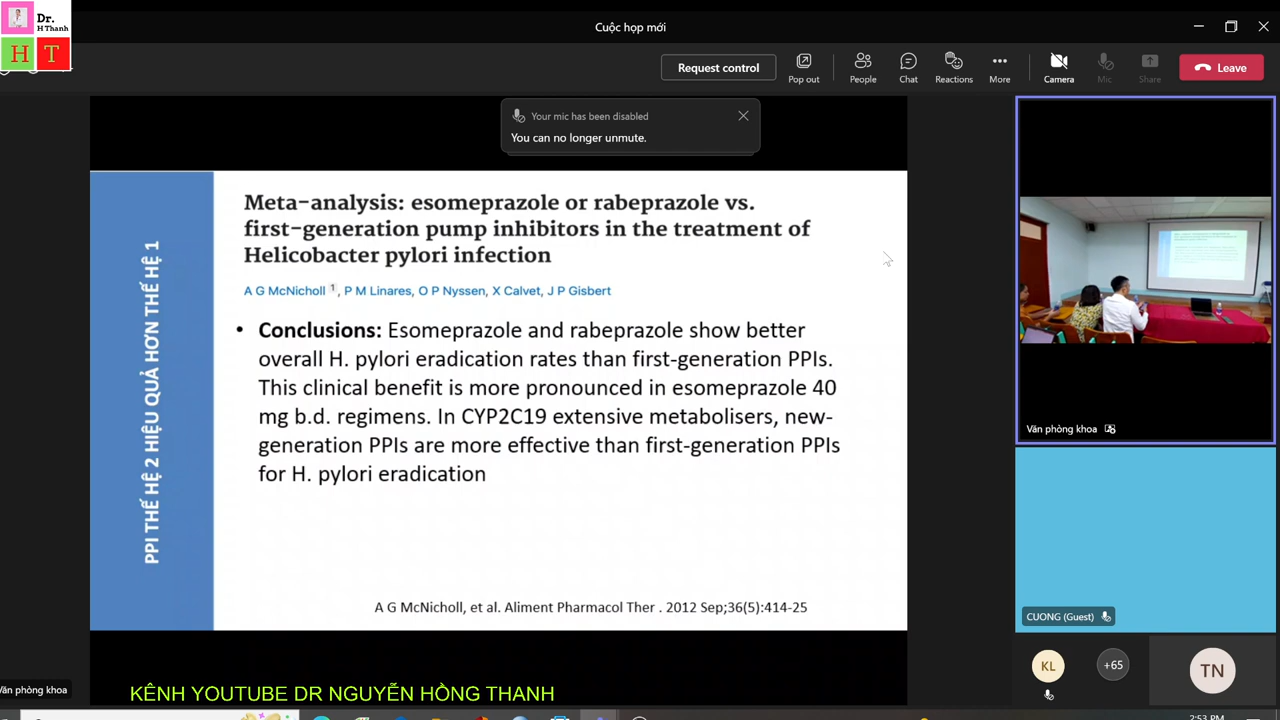 Dr.
H Thanh
H T
Cuộc họp mới
Request control
Pop out
People
Chat
Reactions
More
Camera
Mic
Share
Leave
Your mic has been disabled
You can no longer unmute.
PPI THẾ HỆ 2 HIỆU QUẢ HƠN THẾ HỆ 1
Meta-analysis: esomeprazole or rabeprazole vs.
first-generation pump inhibitors in the treatment of
Helicobacter pylori infection
A G McNicholl 1, P M Linares, O P Nyssen, X Calvet, J P Gisbert
• Conclusions: Esomeprazole and rabeprazole show better
overall H. pylori eradication rates than first-generation PPIs.
This clinical benefit is more pronounced in esomeprazole 40
mg b.d. regimens. In CYP2C19 extensive metabolisers, new-
generation PPIs are more effective than first-generation PPIs
for H. pylori eradication
A G McNicholl, et al. Aliment Pharmacol Ther . 2012 Sep;36(5):414-25
Văn phòng khoa
CUONG (Guest)
KL
+65
TN
Văn phòng khoa
KÊNH YOUTUBE DR NGUYỄN HỒNG THANH
2:53 PM